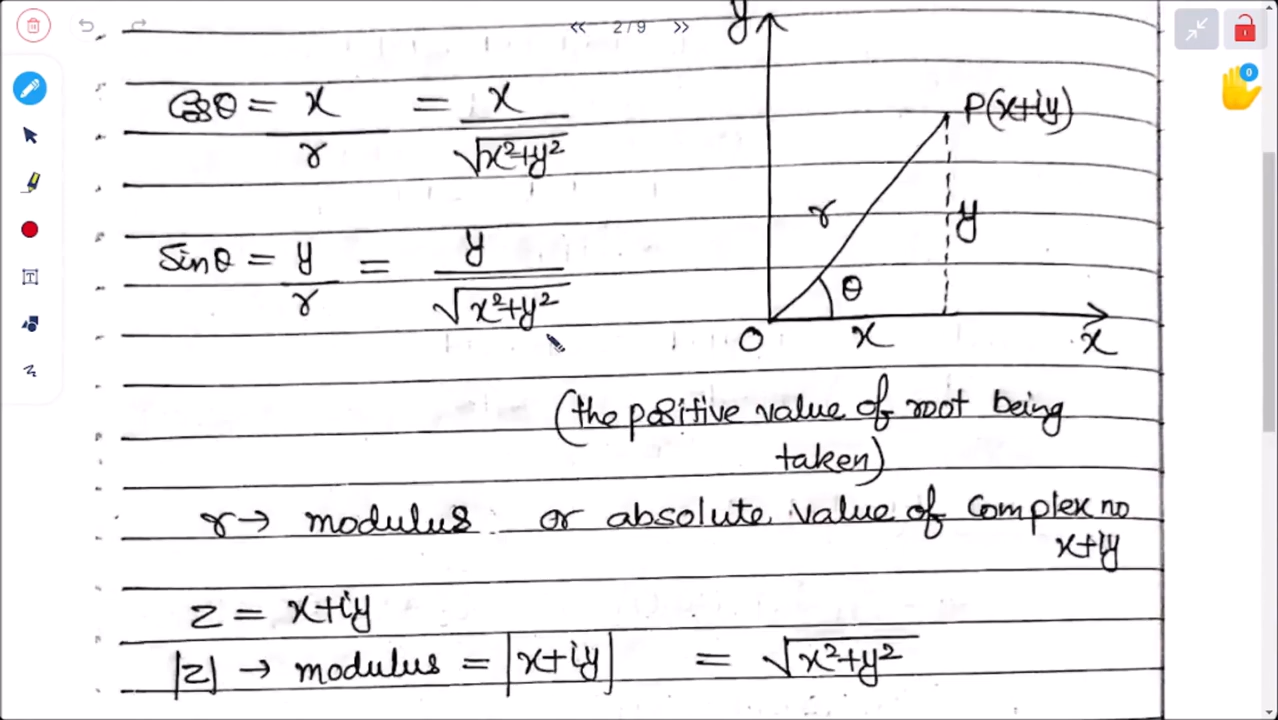 << 2/9 >>
0
Cosθ = x/r = x/√x²+y²
Sinθ = y/r = y/√x²+y²
y
P(x+iy)
r
y
θ
O
x
x
(the positive value of root being
taken)
r → modulus or absolute value of Complex no
x+iy
z = x+iy
|z| → modulus = |x+iy| = √x²+y²